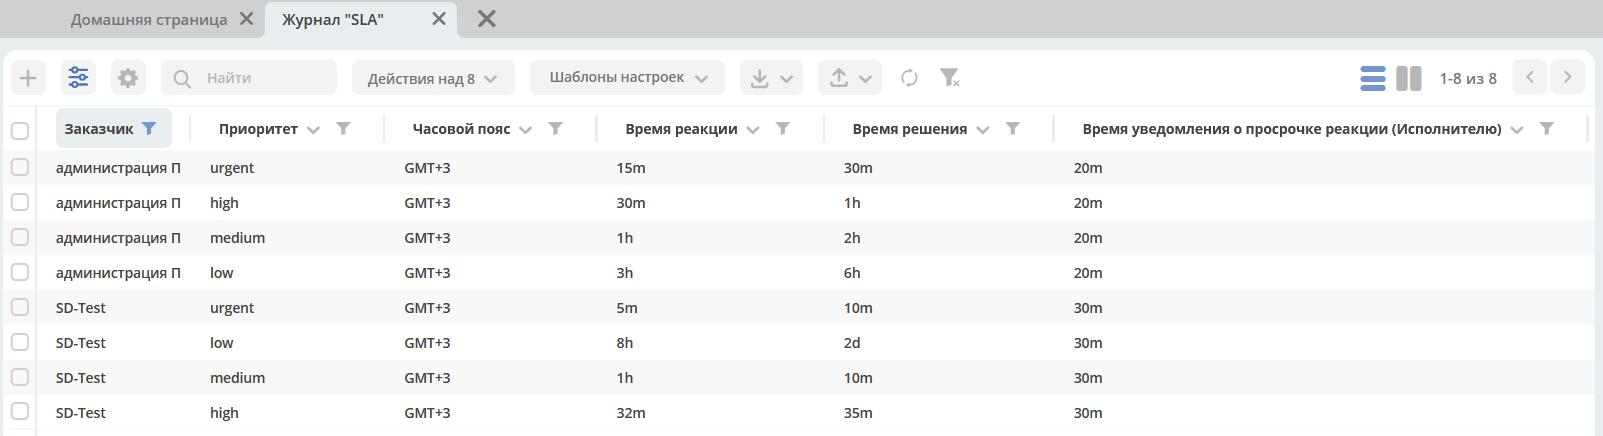 Домашняя страница Журнал "SLA"
Найти Действия над 8 Шаблоны настроек 1-8 из 8
Заказчик Приоритет Часовой пояс Время реакции Время решения Время уведомления о просрочке реакции (Исполнителю)
администрация П urgent GMT+3 15m 30m 20m
администрация П high GMT+3 30m 1h 20m
администрация П medium GMT+3 1h 2h 20m
администрация П low GMT+3 3h 6h 20m
SD-Test urgent GMT+3 5m 10m 30m
SD-Test low GMT+3 8h 2d 30m
SD-Test medium GMT+3 1h 10m 30m
SD-Test high GMT+3 32m 35m 30m